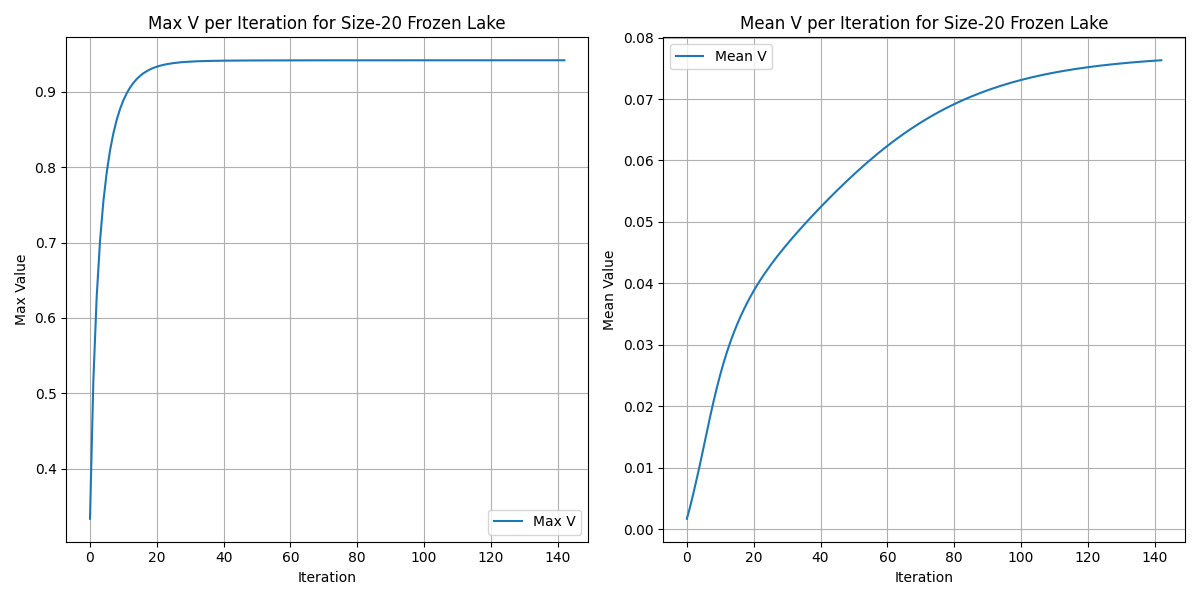 Max V per Iteration for Size-20 Frozen Lake
Max Value
0.9
0.8
0.7
0.6
0.5
0.4
Max V
0 20 40 60 80 100 120 140
Iteration
Mean V per Iteration for Size-20 Frozen Lake
Mean Value
0.08
0.07
0.06
0.05
0.04
0.03
0.02
0.01
0.00
Mean V
0 20 40 60 80 100 120 140
Iteration